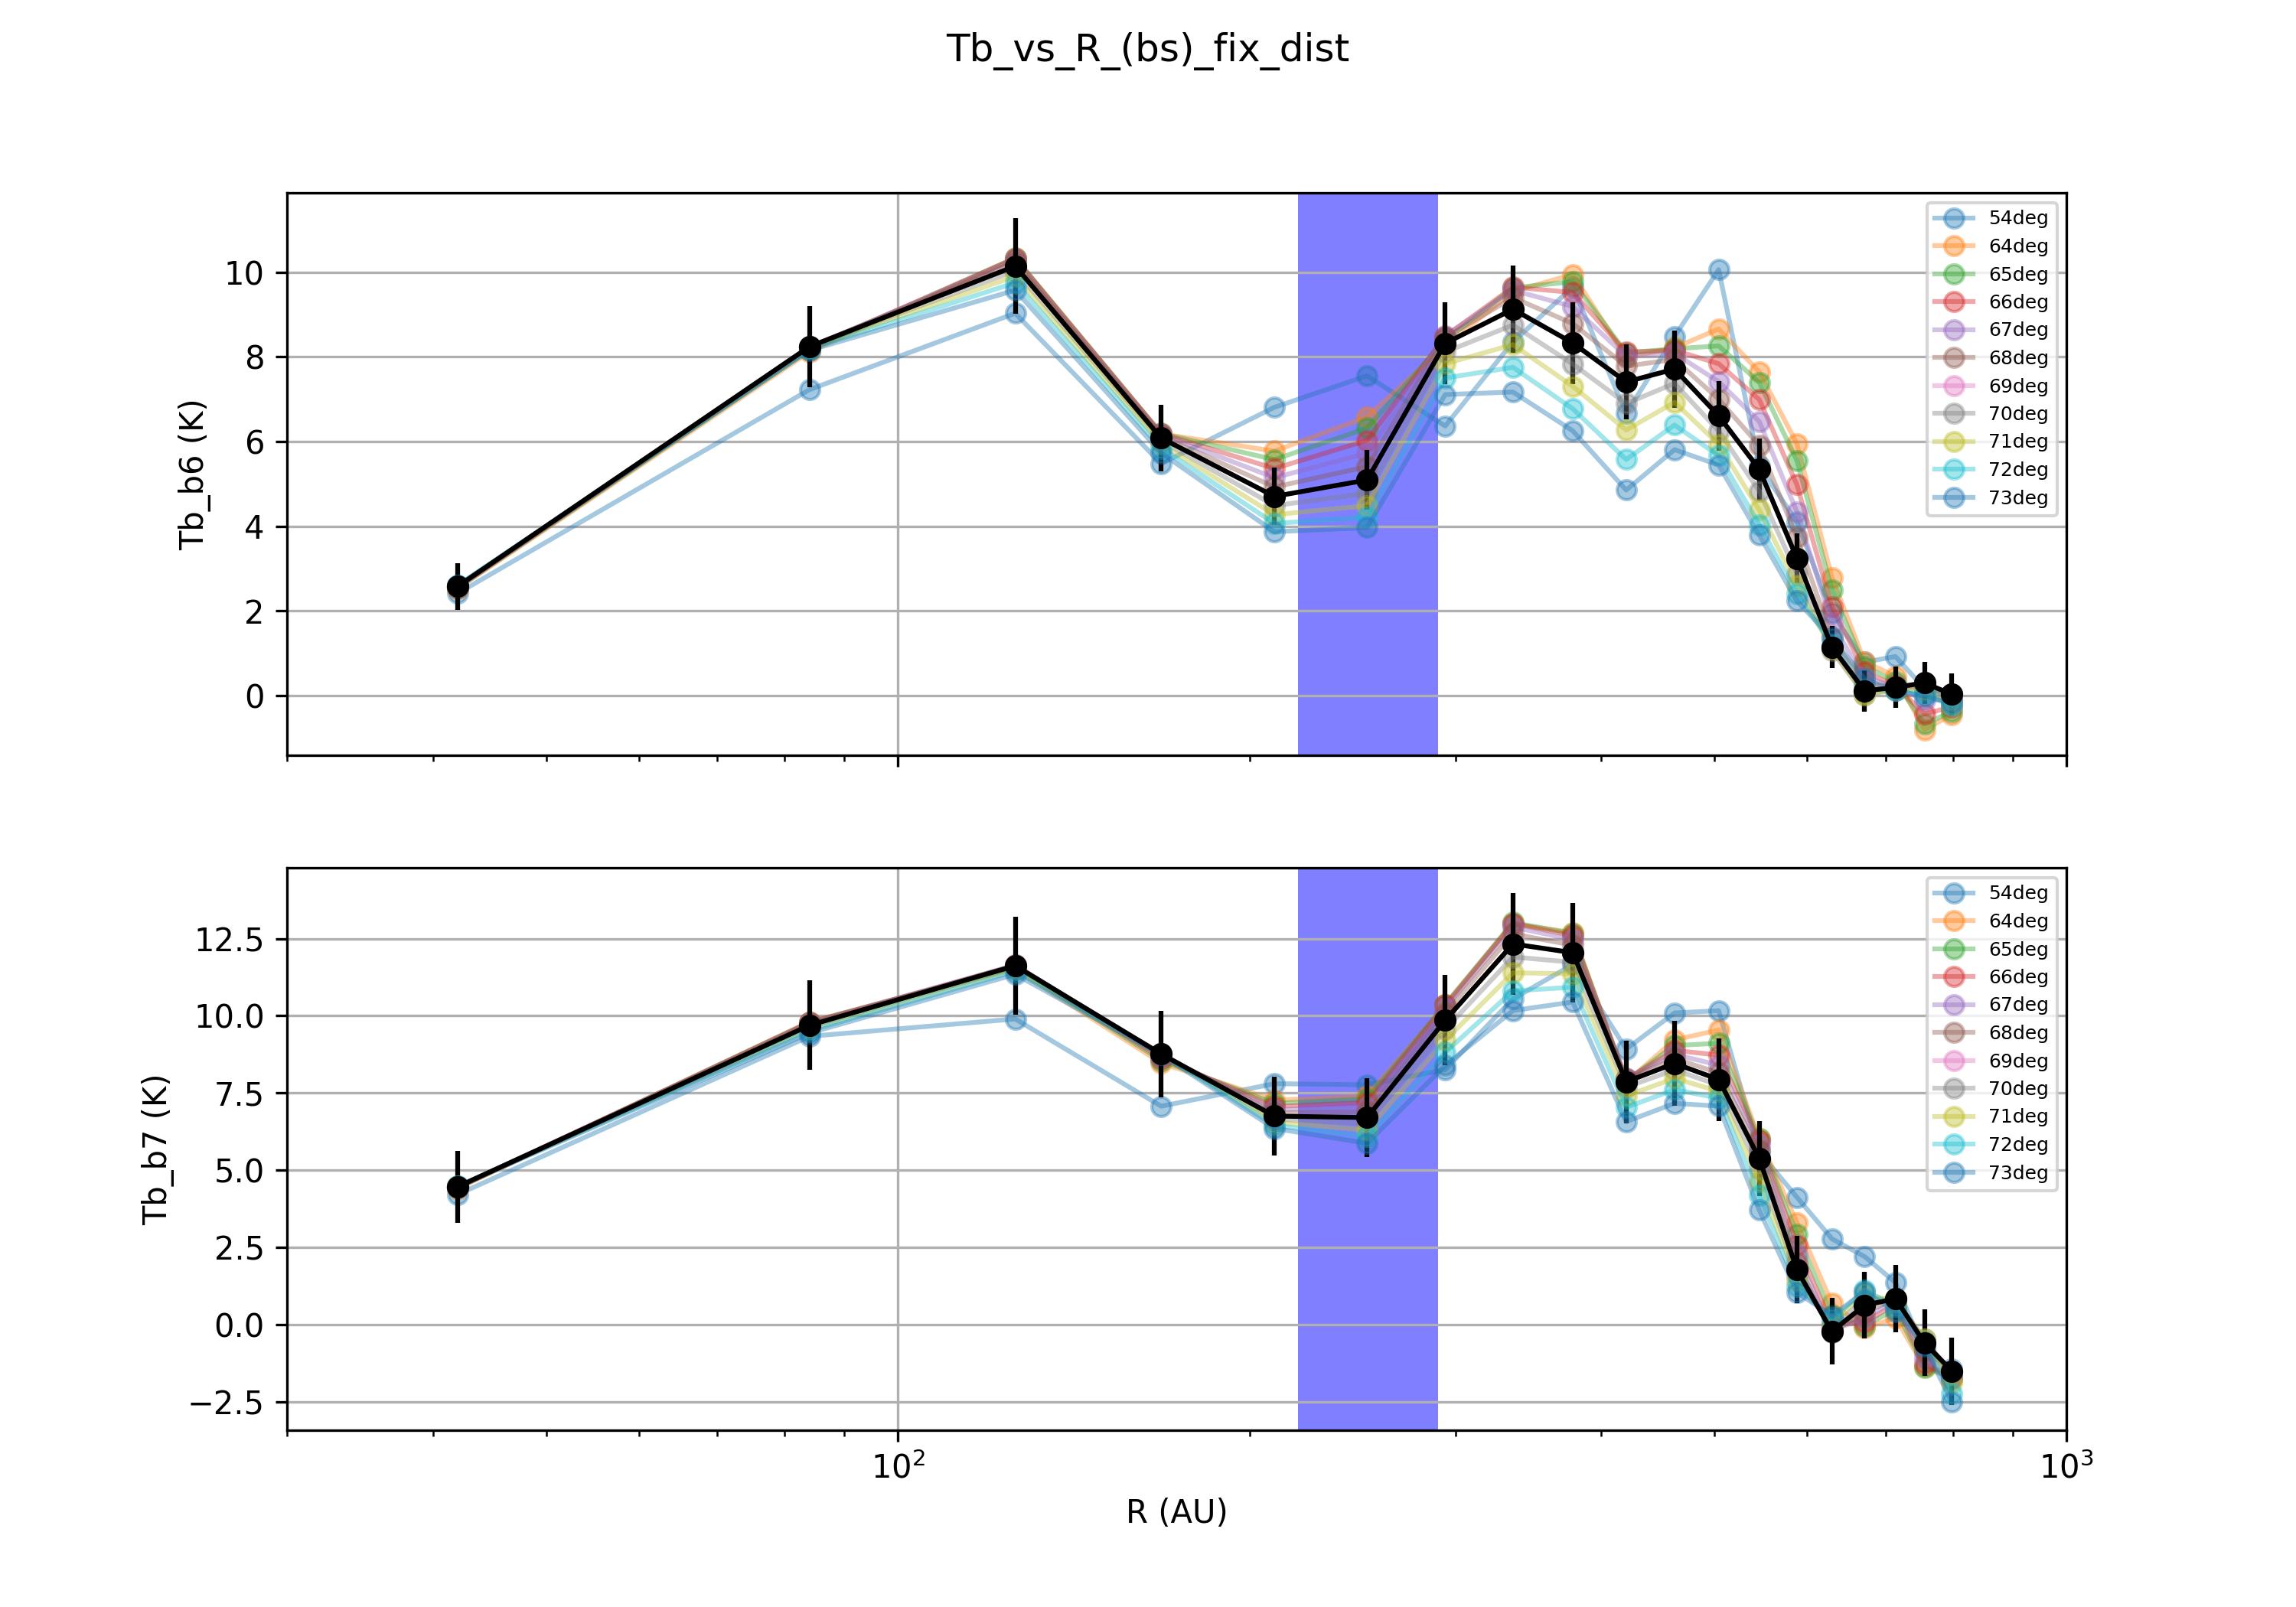 Tb_vs_R_(bs)_fix_dist
Tb_b6 (K)
10
8
6
4
2
0
54deg
64deg
65deg
66deg
67deg
68deg
69deg
70deg
71deg
72deg
73deg
Tb_b7 (K)
12.5
10.0
7.5
5.0
2.5
0.0
−2.5
54deg
64deg
65deg
66deg
67deg
68deg
69deg
70deg
71deg
72deg
73deg
10² 10³
R (AU)